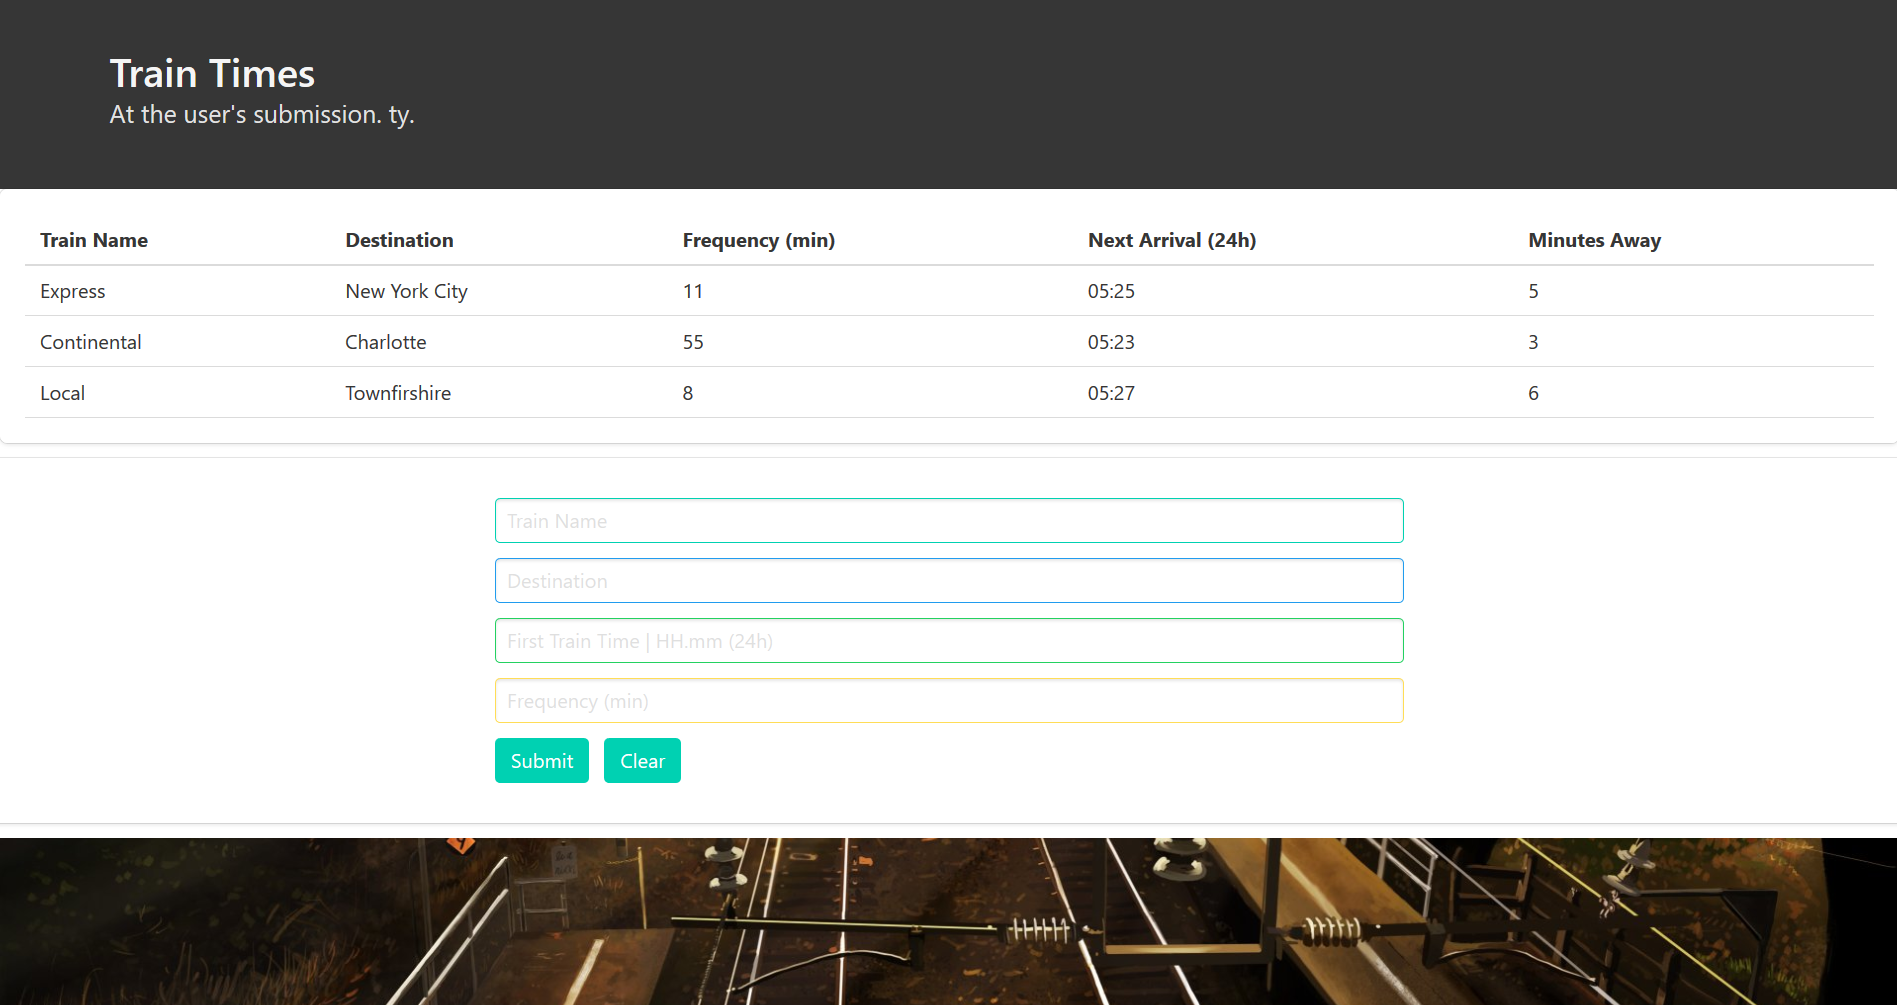 Train Times
At the user's submission. ty.
Train Name Destination Frequency (min) Next Arrival (24h) Minutes Away
Express New York City 11 05:25 5
Continental Charlotte 55 05:23 3
Local Townfirshire 8 05:27 6
Train Name
Destination
First Train Time | HH.mm (24h)
Frequency (min)
Submit Clear